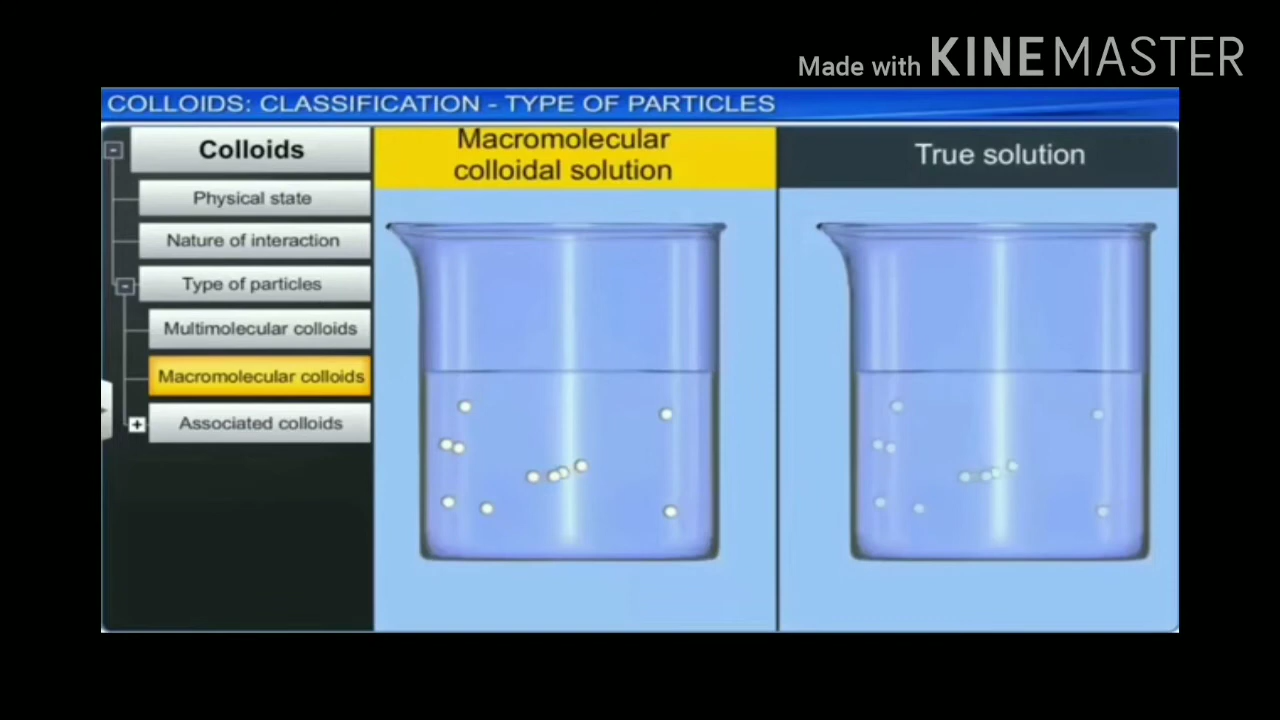 Made with KINEMASTER
COLLOIDS: CLASSIFICATION - TYPE OF PARTICLES
Colloids
Physical state
Nature of interaction
Type of particles
Multimolecular colloids
Macromolecular colloids
Associated colloids
Macromolecular
colloidal solution
True solution